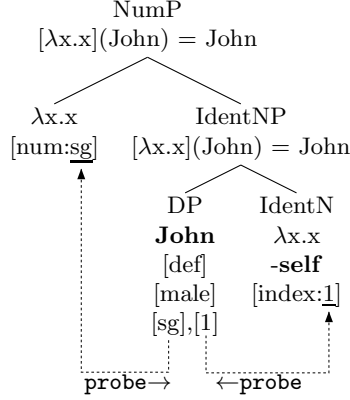 NumP
[λx.x](John) = John
λx.x
[num:sg]
IdentNP
[λx.x](John) = John
DP
John
[def]
[male]
[sg],[1]
IdentN
λx.x
-self
[index:1]
probe→
←probe